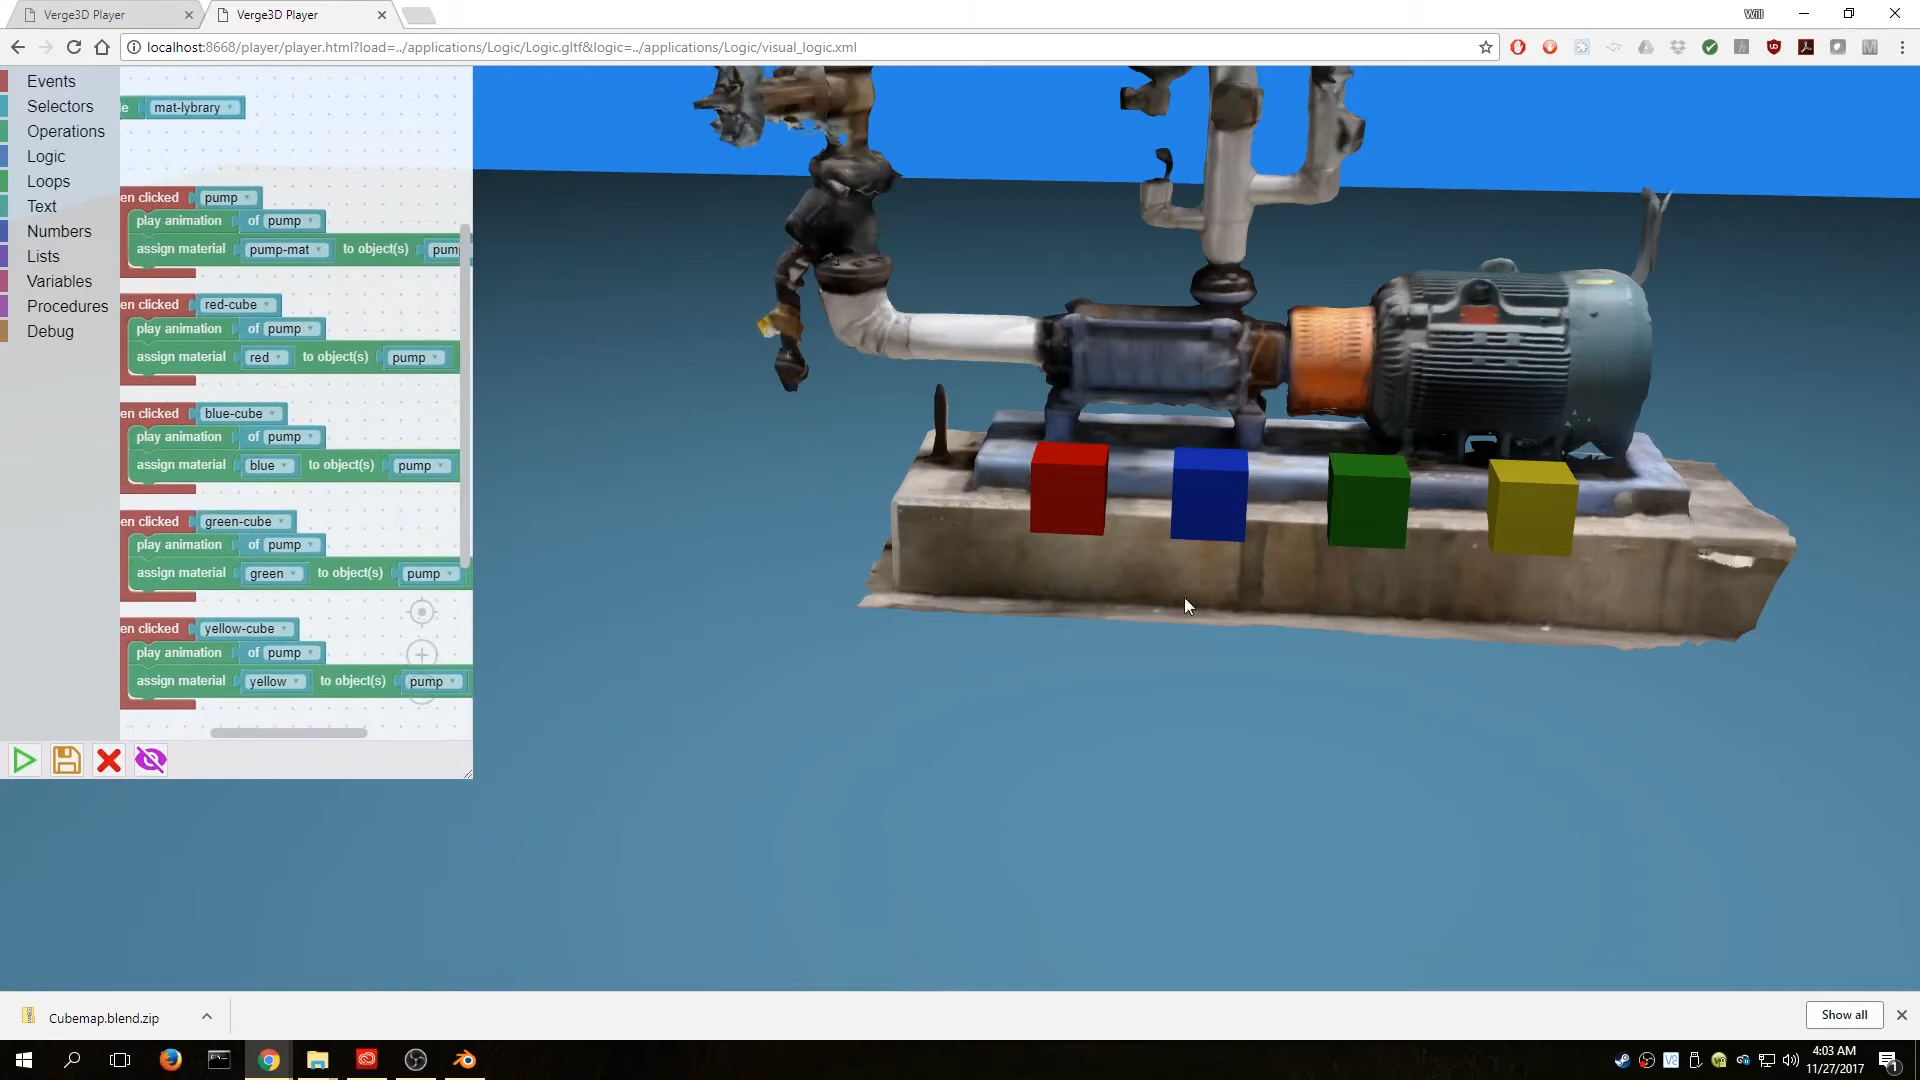 Verge3D Player
Verge3D Player
Will
localhost:8668/player/player.html?load=../applications/Logic/Logic.gltf&logic=../applications/Logic/visual_logic.xml
Events
Selectors
Operations
Logic
Loops
Text
Numbers
Lists
Variables
Procedures
Debug
e mat-lybrary
en clicked pump
play animation of pump
assign material pump-mat to object(s) pump
en clicked red-cube
play animation of pump
assign material red to object(s) pump
en clicked blue-cube
play animation of pump
assign material blue to object(s) pump
en clicked green-cube
play animation of pump
assign material green to object(s) pump
en clicked yellow-cube
play animation of pump
assign material yellow to object(s) pump
Cubemap.blend.zip
Show all
4:03 AM
11/27/2017
1